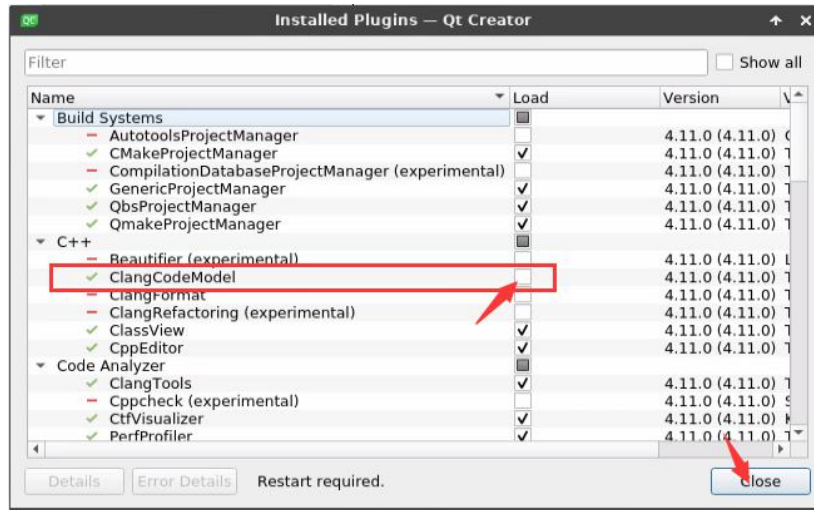 Installed Plugins — Qt Creator
Filter
Show all
Name Load Version
Build Systems
AutotoolsProjectManager 4.11.0 (4.11.0)
CMakeProjectManager 4.11.0 (4.11.0)
CompilationDatabaseProjectManager (experimental) 4.11.0 (4.11.0)
GenericProjectManager 4.11.0 (4.11.0)
QbsProjectManager 4.11.0 (4.11.0)
QmakeProjectManager 4.11.0 (4.11.0)
C++
Beautifier (experimental) 4.11.0 (4.11.0)
ClangCodeModel 4.11.0 (4.11.0)
ClangFormat 4.11.0 (4.11.0)
ClangRefactoring (experimental) 4.11.0 (4.11.0)
ClassView 4.11.0 (4.11.0)
CppEditor 4.11.0 (4.11.0)
Code Analyzer
ClangTools 4.11.0 (4.11.0)
Cppcheck (experimental) 4.11.0 (4.11.0)
CtfVisualizer 4.11.0 (4.11.0)
PerfProfiler 4.11.0 (4.11.0)
Details Error Details Restart required. Close